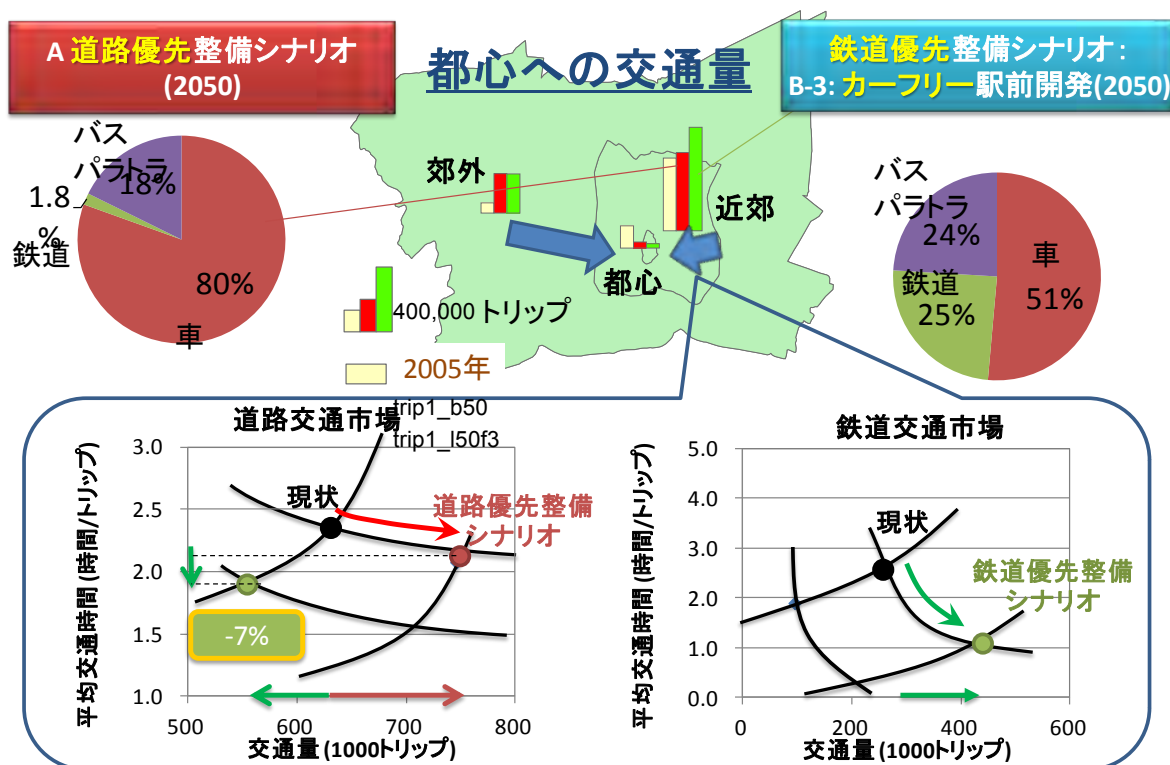 A 道路優先整備シナリオ
(2050)
都心への交通量
鉄道優先整備シナリオ：
B-3: カーフリー駅前開発(2050)
バス
パラトラ
18%
1.8
%
鉄道
80%
車
郊外
近郊
都心
400,000 トリップ
2005年
trip1_b50
trip1_l50f3
バス
パラトラ
24%
鉄道
25%
車
51%
道路交通市場
平均交通時間 (時間/トリップ)
3.0
2.5
2.0
1.5
1.0
現状
道路優先整備
シナリオ
-7%
500
600
700
800
交通量 (1000トリップ)
鉄道交通市場
平均交通時間 (時間/トリップ)
5.0
4.0
3.0
2.0
1.0
0.0
現状
鉄道優先整備
シナリオ
0
200
400
600
交通量 (1000トリップ)